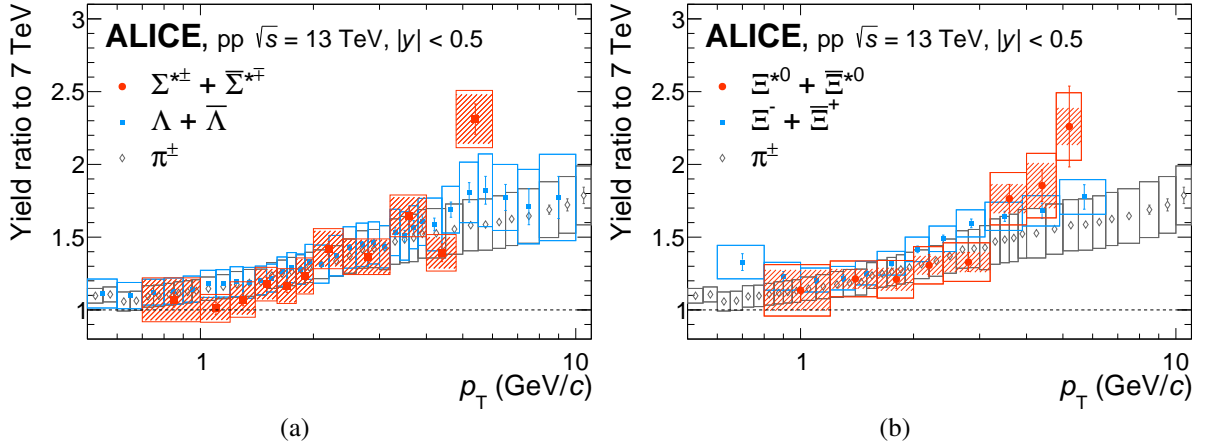 Yield ratio to 7 TeV
3
2.5
2
1.5
1
ALICE, pp √s = 13 TeV, |y| < 0.5
Σ*± + Σ̅*∓
Λ + Λ̅
π±
1
10
p_T (GeV/c)
(a)
Yield ratio to 7 TeV
3
2.5
2
1.5
1
ALICE, pp √s = 13 TeV, |y| < 0.5
Ξ*0 + Ξ̅*0
Ξ- + Ξ̅+
π±
1
10
p_T (GeV/c)
(b)